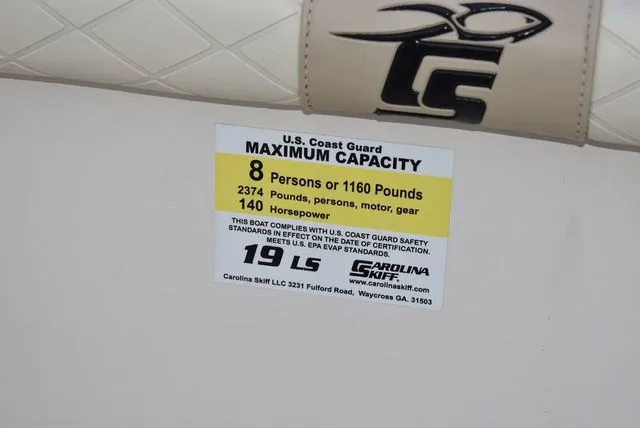 CS
U.S. Coast Guard
MAXIMUM CAPACITY
8 Persons or 1160 Pounds
2374 Pounds, persons, motor, gear
140 Horsepower
THIS BOAT COMPLIES WITH U.S. COAST GUARD SAFETY
STANDARDS IN EFFECT ON THE DATE OF CERTIFICATION.
MEETS U.S. EPA EVAP STANDARDS.
19 LS
CAROLINA
SKIFF.
www.carolinaskiff.com
Carolina Skiff LLC 3231 Fulford Road, Waycross GA. 31503